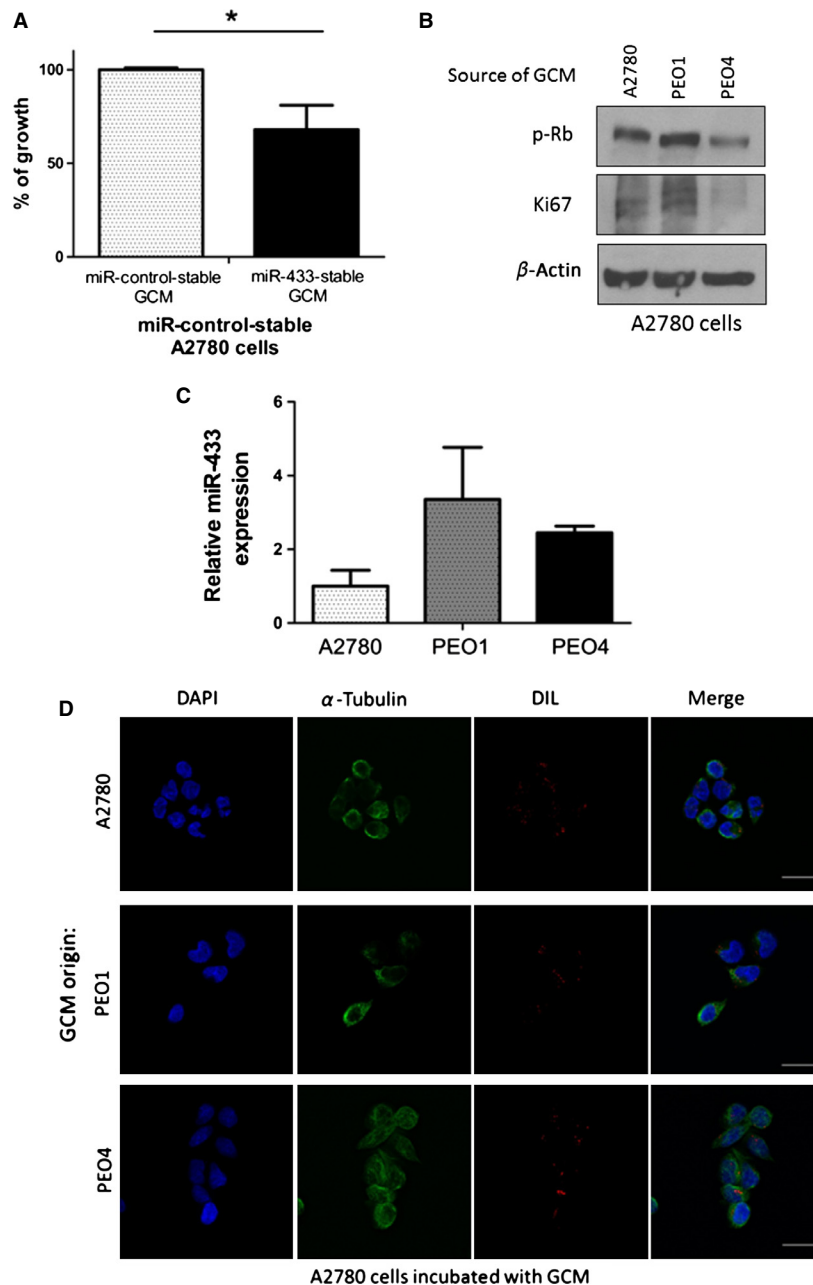 A
*
100
50
0
% of growth
miR-control-stable
GCM
miR-433-stable
GCM
miR-control-stable
A2780 cells
B
Source of GCM
A2780
PEO1
PEO4
p-Rb
Ki67
β-Actin
A2780 cells
C
6
4
2
0
Relative miR-433
expression
A2780
PEO1
PEO4
D
DAPI
α-Tubulin
DIL
Merge
GCM origin:
A2780
PEO1
PEO4
A2780 cells incubated with GCM